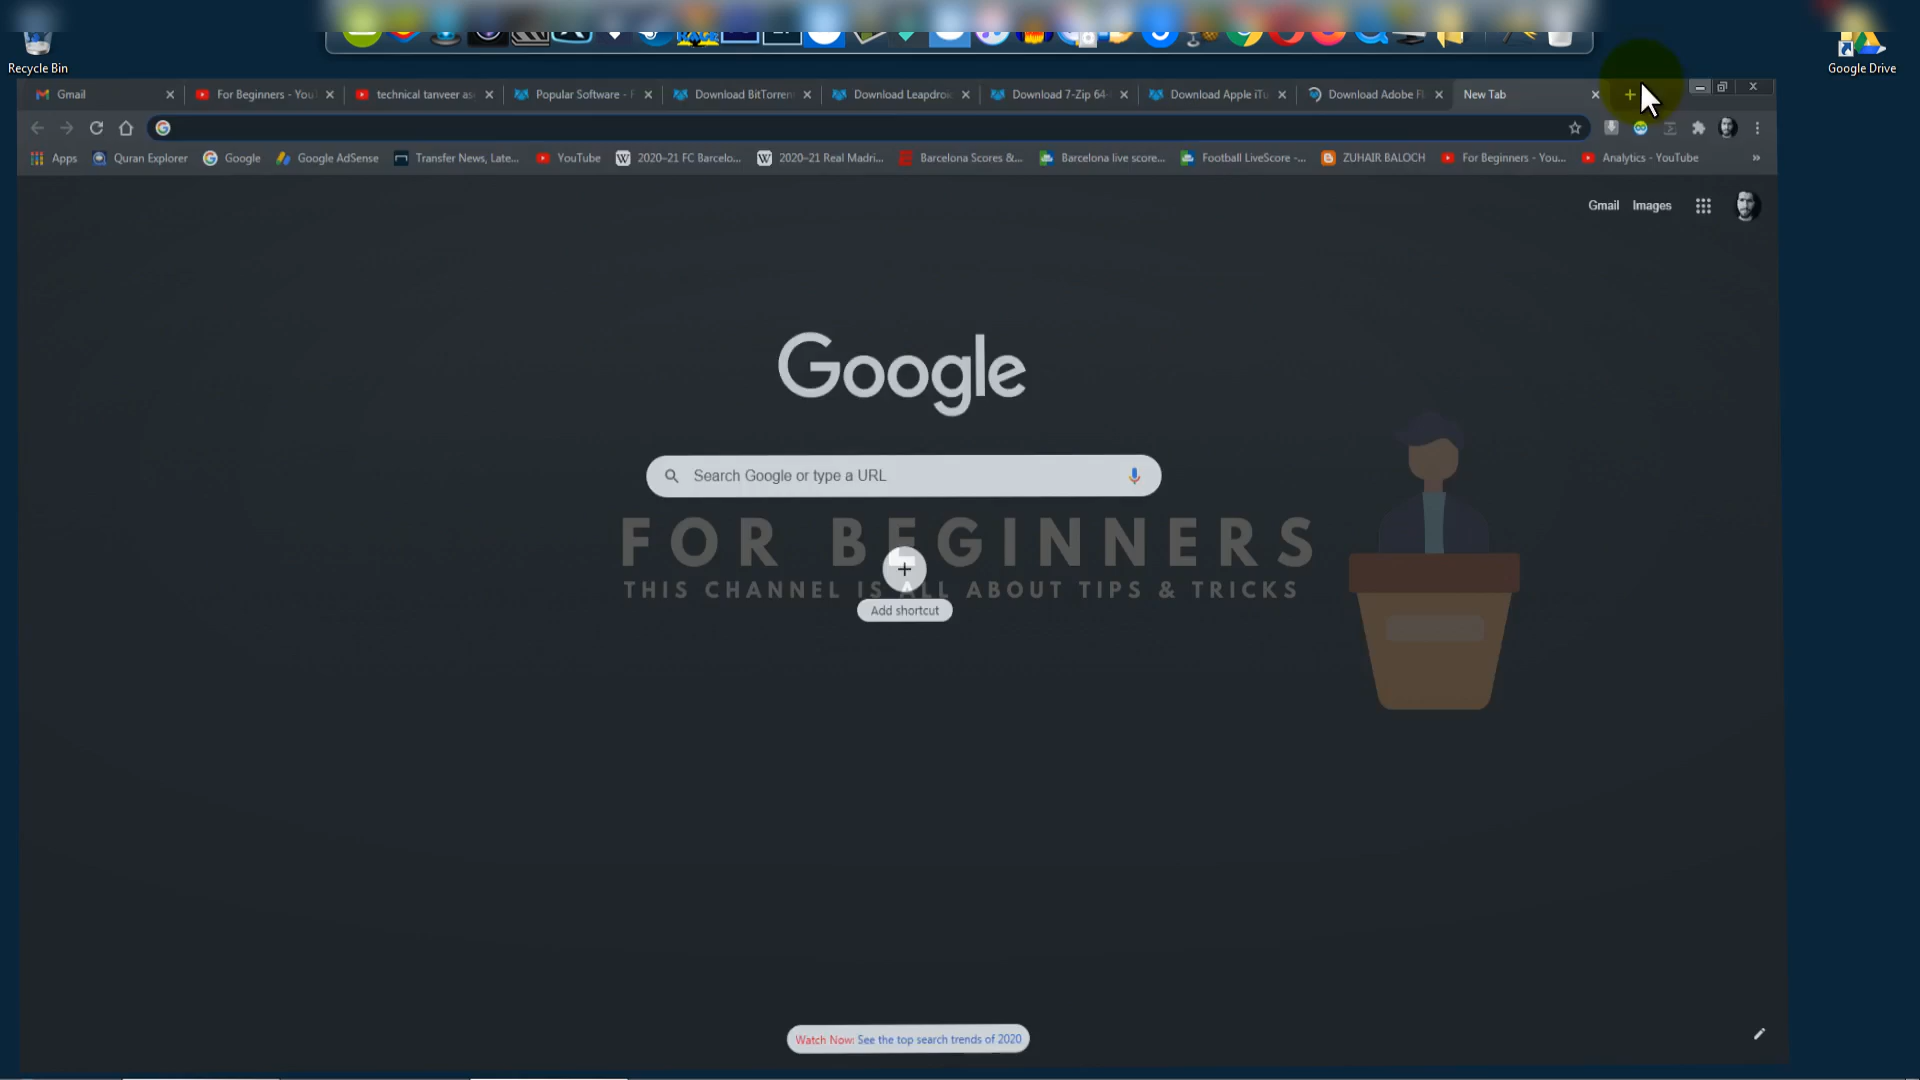 Recycle Bin
Google Drive
Gmail
For Beginners - You
technical tanveer as
Popular Software - F
Download BitTorren
Download Leapdroi
Download 7-Zip 64-
Download Apple iTu
Download Adobe Fl
New Tab
Apps
Quran Explorer
Google
Google AdSense
Transfer News, Late...
YouTube
2020–21 FC Barcelo...
2020–21 Real Madri...
Barcelona Scores &...
Barcelona live score...
Football LiveScore -...
ZUHAIR BALOCH
For Beginners - You...
Analytics - YouTube
»
Gmail Images
Google
Search Google or type a URL
FOR BEGINNERS
THIS CHANNEL IS ALL ABOUT TIPS & TRICKS
Add shortcut
Watch Now: See the top search trends of 2020